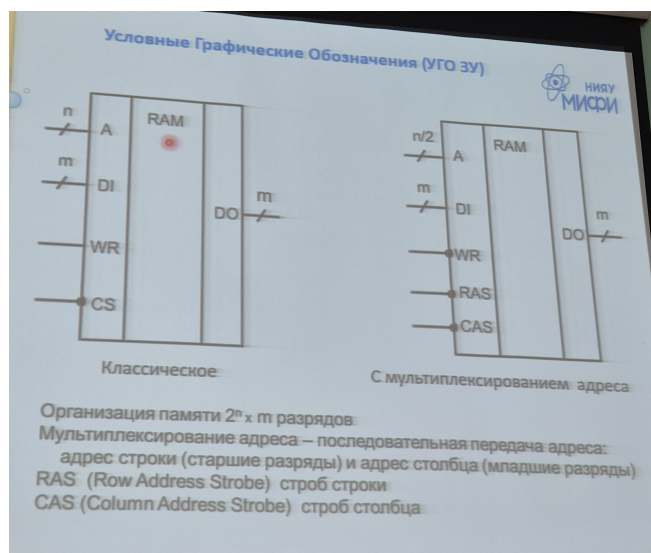 Условные Графические Обозначения (УГО ЗУ)
НИЯУ
МИФИ
n
A
RAM
m
DI
DO
m
WR
CS
Классическое
n/2
A
RAM
m
DI
DO
m
WR
RAS
CAS
С мультиплексированием адреса
Организация памяти 2ⁿ x m разрядов
Мультиплексирование адреса – последовательная передача адреса:
адрес строки (старшие разряды) и адрес столбца (младшие разряды)
RAS (Row Address Strobe) строб строки
CAS (Column Address Strobe) строб столбца